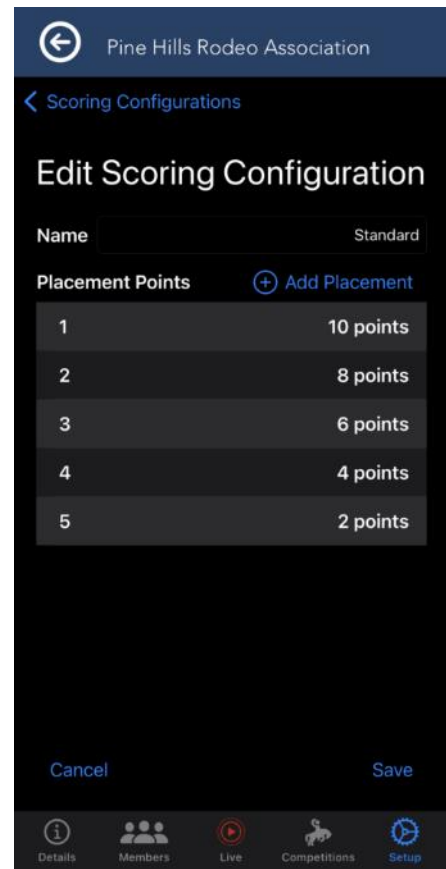 Pine Hills Rodeo Association
Scoring Configurations
Edit Scoring Configuration
Name Standard
Placement Points Add Placement
1 10 points
2 8 points
3 6 points
4 4 points
5 2 points
Cancel Save
Details Members Live Competitions Setup